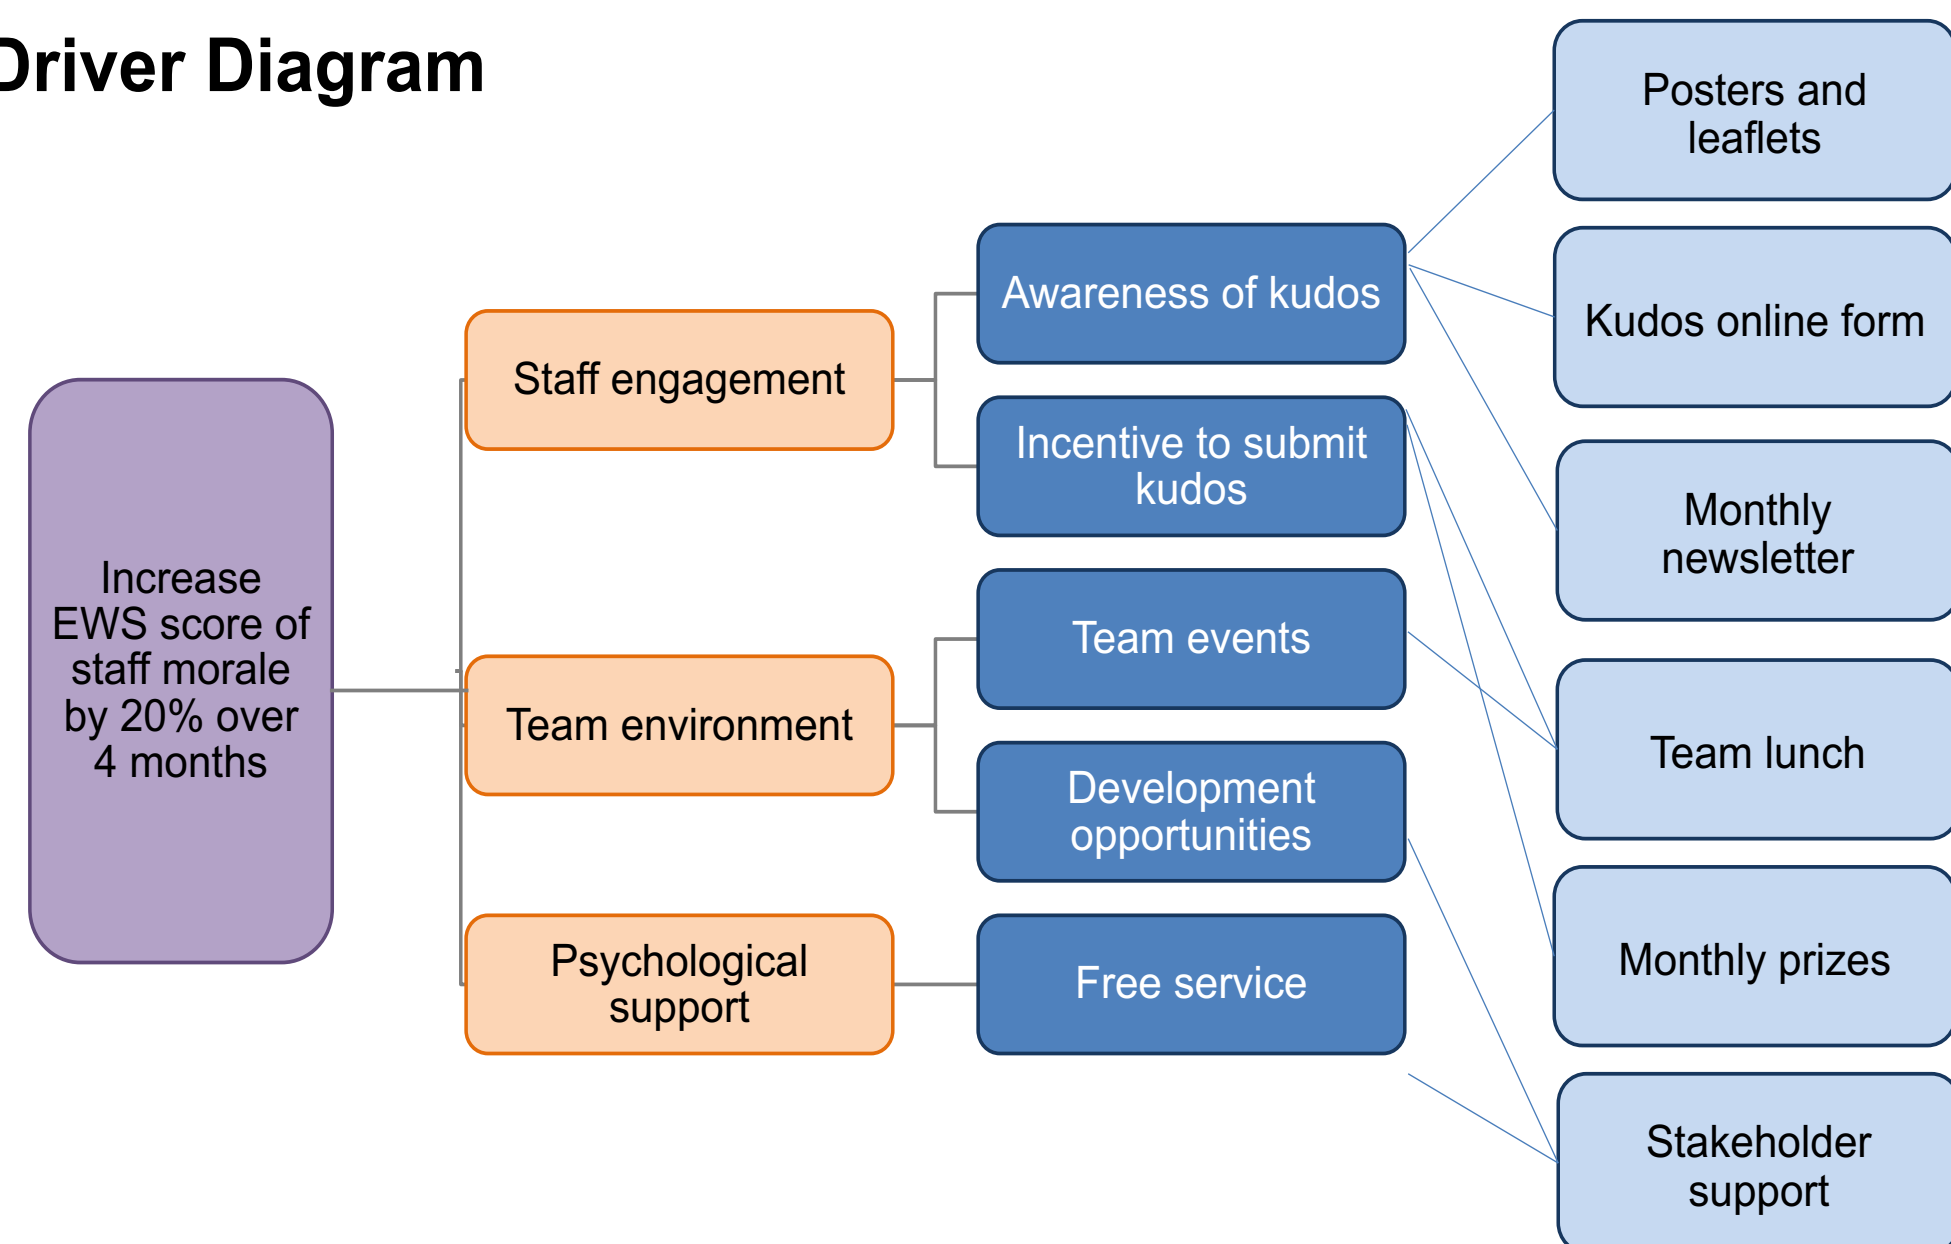 Driver Diagram
Increase
EWS score of
staff morale
by 20% over
4 months
Staff engagement
Team environment
Psychological
support
Awareness of kudos
Incentive to submit
kudos
Team events
Development
opportunities
Free service
Posters and
leaflets
Kudos online form
Monthly
newsletter
Team lunch
Monthly prizes
Stakeholder
support